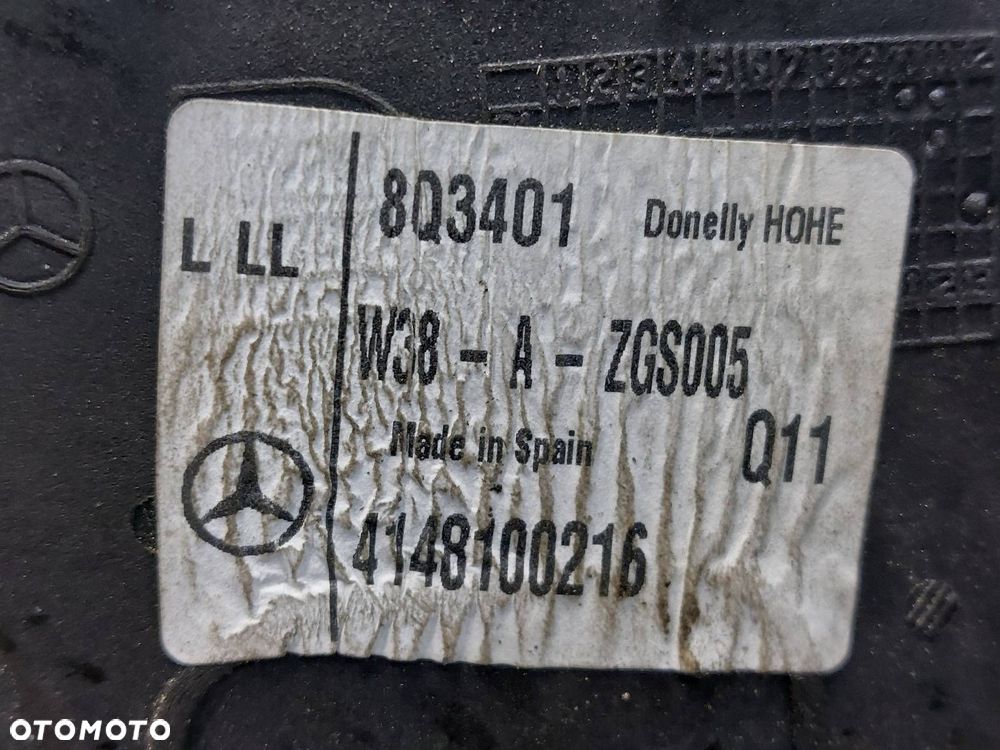 8Q3401 Donelly HOHE
L LL
W38 - A - ZGS005
Made in Spain Q11
4148100216
OTOMOTO